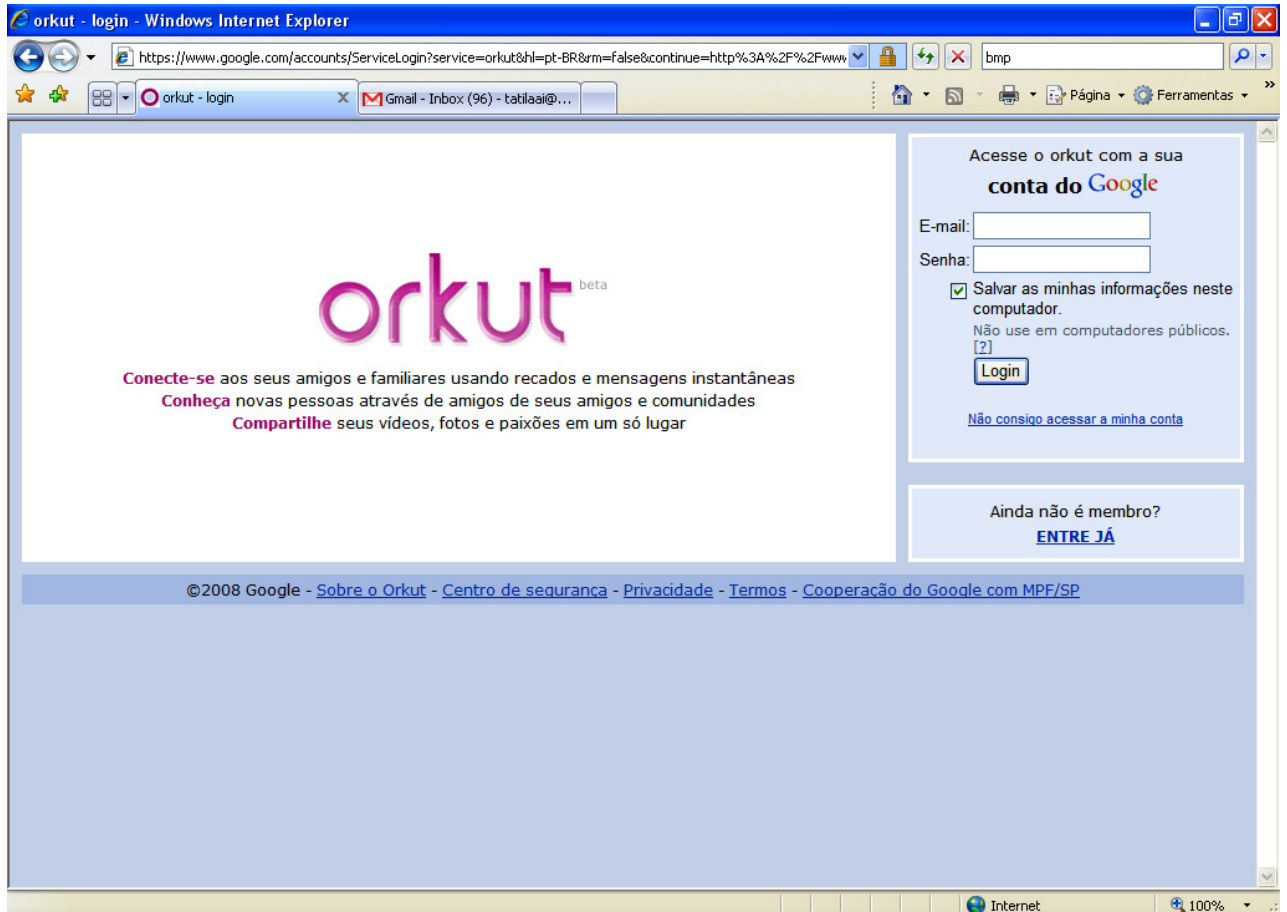 orkut - login - Windows Internet Explorer
https://www.google.com/accounts/ServiceLogin?service=orkut&hl=pt-BR&rm=false&continue=http%3A%2F%2Fwww
bmp
orkut - login
Gmail - Inbox (96) - tatilaai@...
Página
Ferramentas
orkut beta
Conecte-se aos seus amigos e familiares usando recados e mensagens instantâneas
Conheça novas pessoas através de amigos de seus amigos e comunidades
Compartilhe seus vídeos, fotos e paixões em um só lugar
Acesse o orkut com a sua
conta do Google
E-mail:
Senha:
Salvar as minhas informações neste
computador.
Não use em computadores públicos.
[?]
Login
Não consigo acessar a minha conta
Ainda não é membro?
ENTRE JÁ
©2008 Google - Sobre o Orkut - Centro de segurança - Privacidade - Termos - Cooperação do Google com MPF/SP
Internet
100%